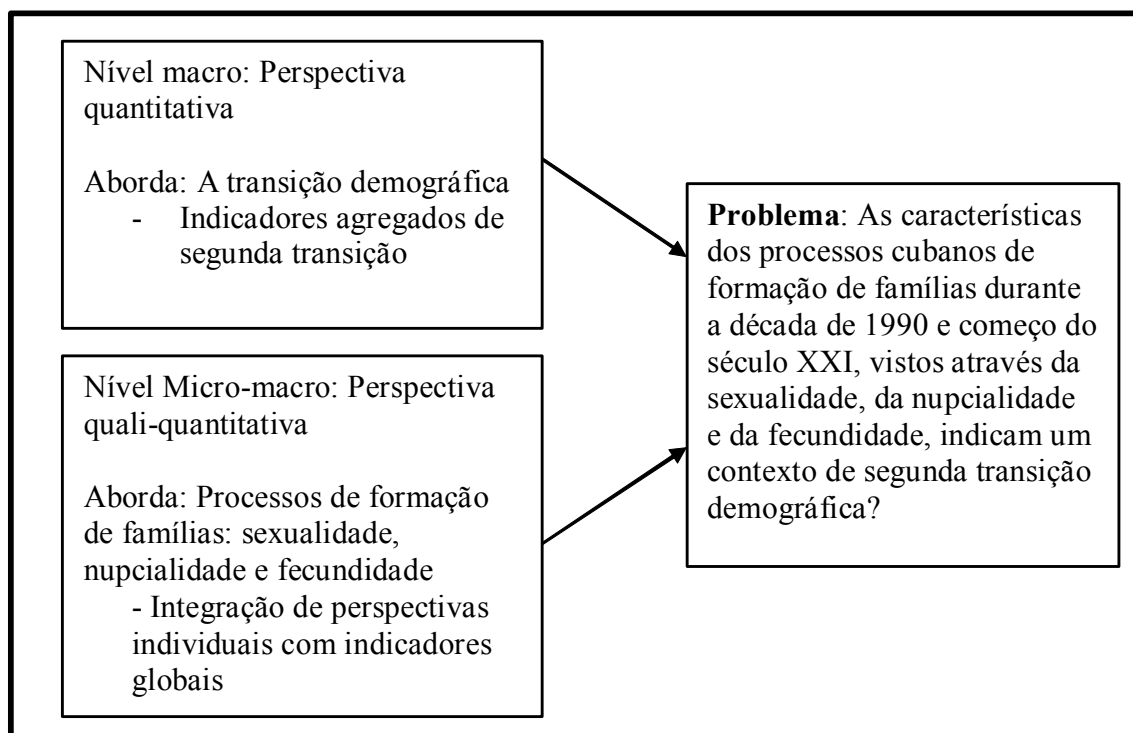 Nível macro: Perspectiva
quantitativa
Aborda: A transição demográfica
- Indicadores agregados de
segunda transição
Nível Micro-macro: Perspectiva
quali-quantitativa
Aborda: Processos de formação
de famílias: sexualidade,
nupcialidade e fecundidade
- Integração de perspectivas
individuais com indicadores
globais
Problema: As características
dos processos cubanos de
formação de famílias durante
a década de 1990 e começo do
século XXI, vistos através da
sexualidade, da nupcialidade
e da fecundidade, indicam um
contexto de segunda transição
demográfica?